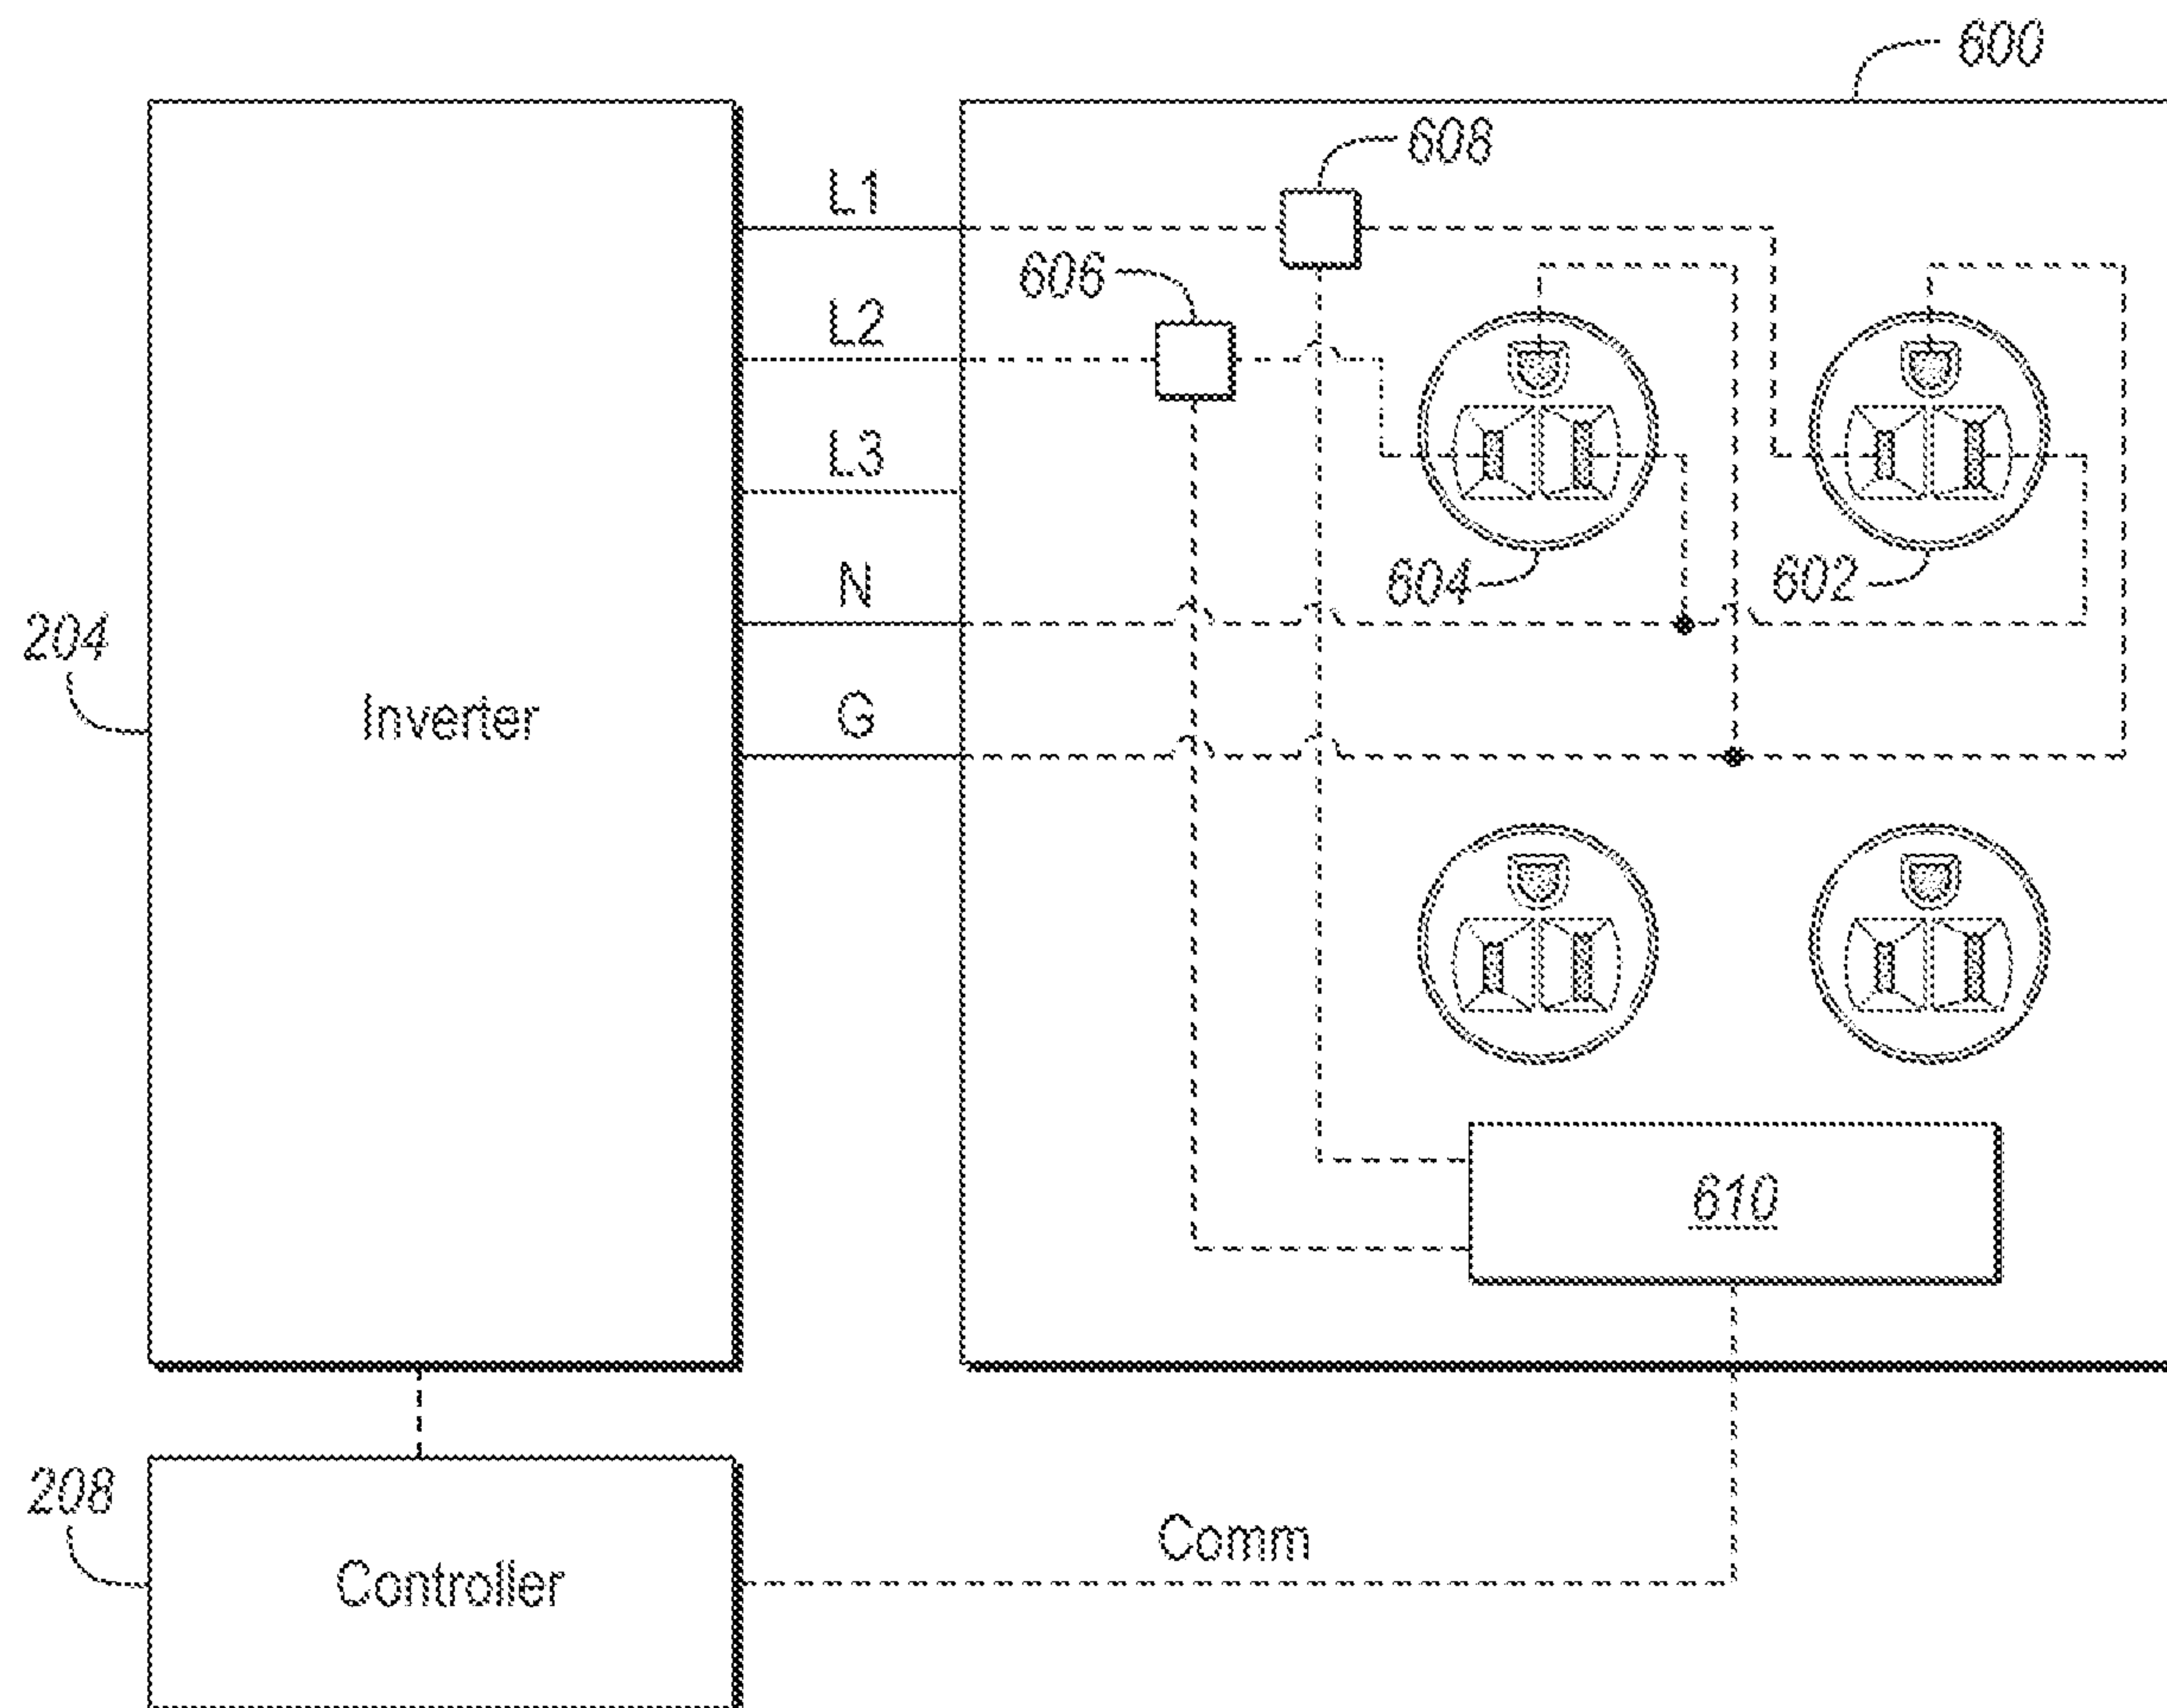 600
608
L1
606
L2
L3
604
602
N
204
Inverter
G
610
208
Comm
Controller